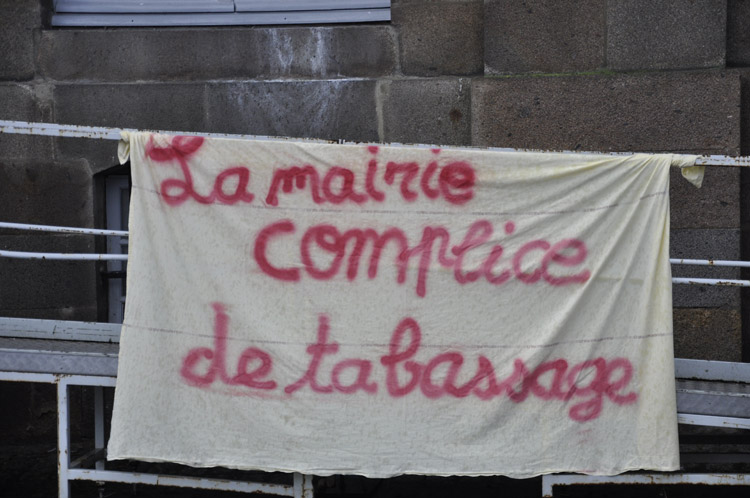 La mairie
complice
de tabassage